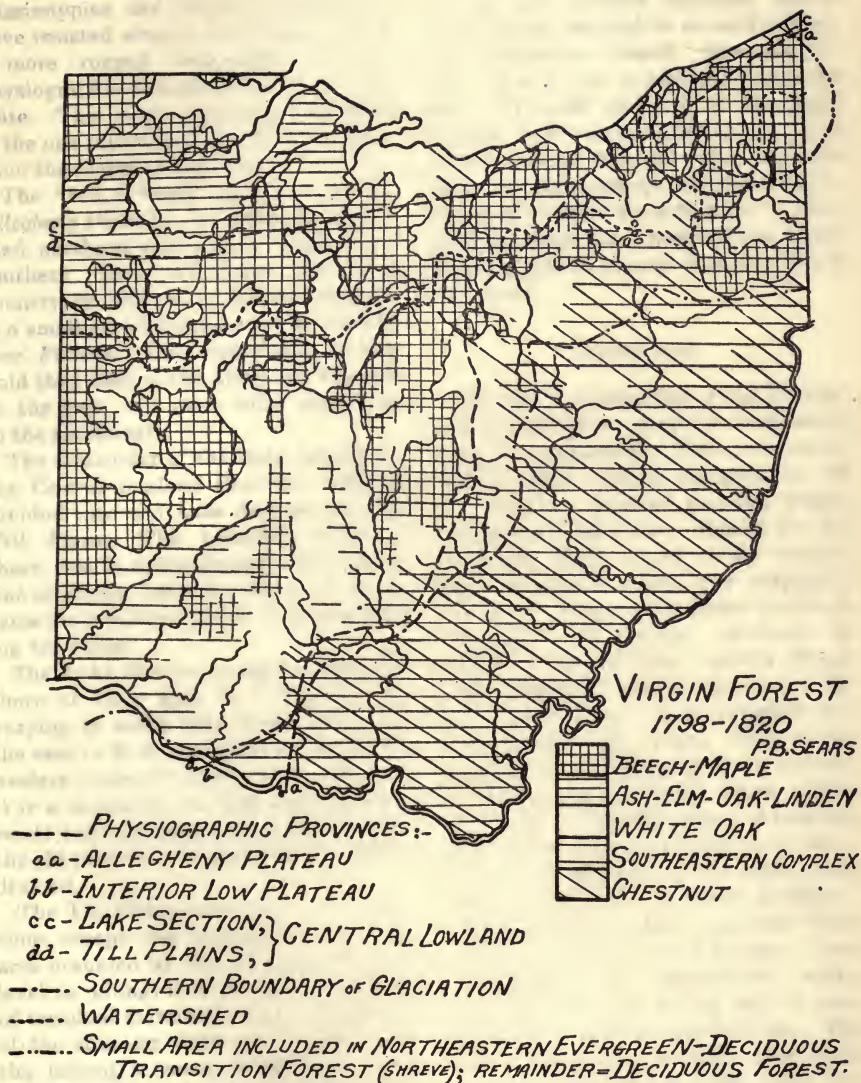 c
a
c
d
a
b
b
a
VIRGIN FOREST
1798-1820
P.B. SEARS
BEECH-MAPLE
ASH-ELM-OAK-LINDEN
WHITE OAK
SOUTHEASTERN COMPLEX
CHESTNUT
PHYSIOGRAPHIC PROVINCES:-
aa-ALLEGHENY PLATEAU
bb-INTERIOR LOW PLATEAU
cc-LAKE SECTION,
dd-TILL PLAINS, } CENTRAL LOWLAND
SOUTHERN BOUNDARY OF GLACIATION
WATERSHED
SMALL AREA INCLUDED IN NORTHEASTERN EVERGREEN-DECIDUOUS
TRANSITION FOREST (SHREVE); REMAINDER=DECIDUOUS FOREST.